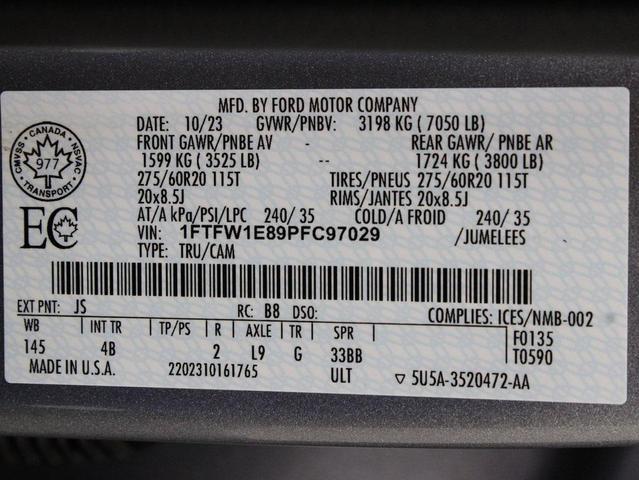 MFD. BY FORD MOTOR COMPANY
DATE: 10/23 GVWR/PNBV: 3198 KG ( 7050 LB)
FRONT GAWR/PNBE AV - REAR GAWR/ PNBE AR
1599 KG ( 3525 LB) -- 1724 KG ( 3800 LB)
275/60R20 115T TIRES/PNEUS 275/60R20 115T
20x8.5J RIMS/JANTES 20x8.5J
AT/A kPa/PSI/LPC 240/ 35 COLD/A FROID 240/ 35
VIN: 1FTFW1E89PFC97029 /JUMELEES
TYPE: TRU/CAM
CANADA
CMVSS NSVAC
977
TRANSPORT
EC
EXT PNT: JS RC: B8 DSO: COMPLIES: ICES/NMB-002
WB INT TR TP/PS R AXLE TR SPR F0135
145 4B 2 L9 G 33BB T0590
MADE IN U.S.A. 2202310161765 ULT ▽ 5U5A-3520472-AA